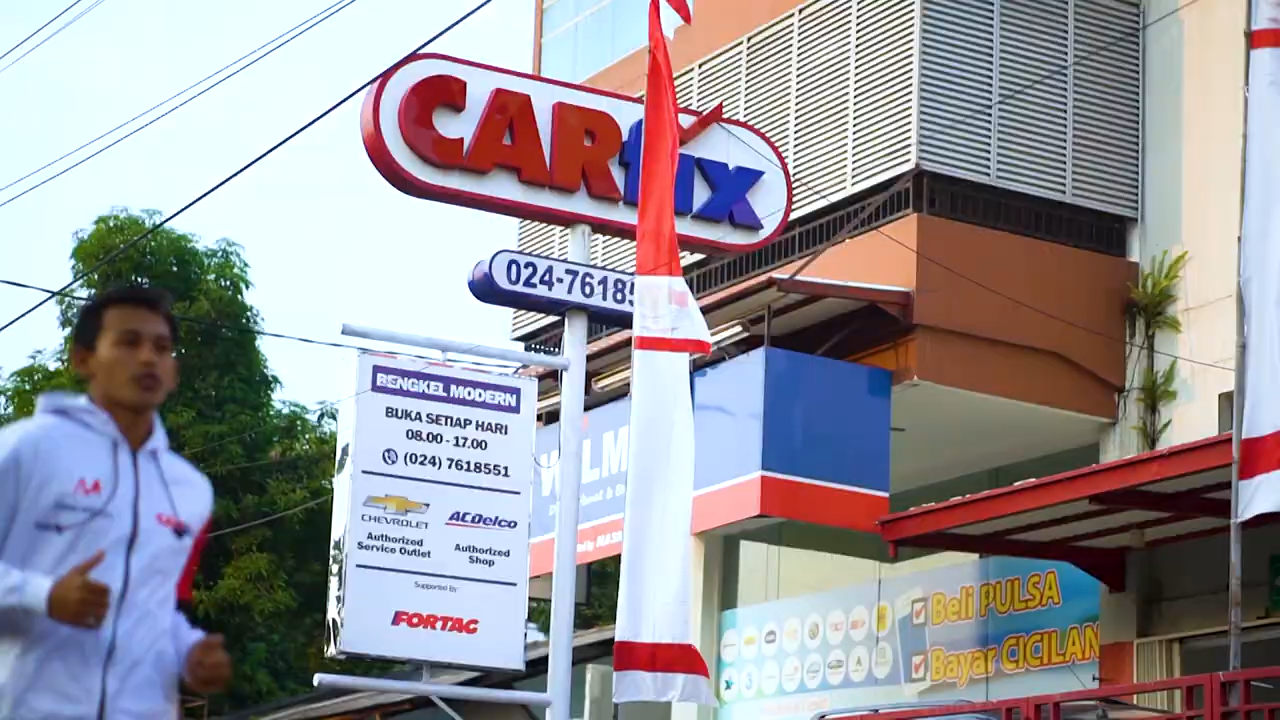 CARfix
024-76185
BENGKEL MODERN
BUKA SETIAP HARI
08.00 - 17.00
(024) 7618551
CHEVROLET
Authorized
Service Outlet
ACDelco
Authorized
Shop
Supported By:
FORTAG
Beli PULSA
Bayar CICILAN